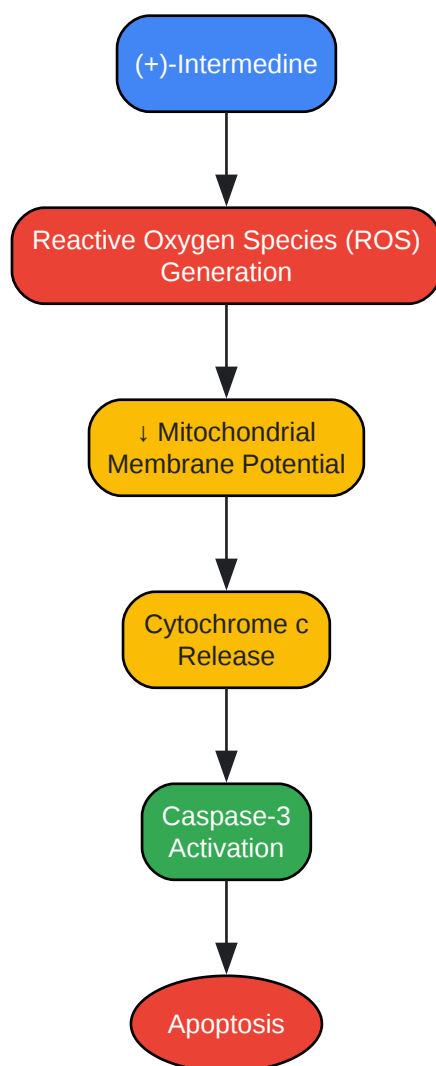 (+)-Intermedine
Reactive Oxygen Species (ROS)
Generation
↓ Mitochondrial
Membrane Potential
Cytochrome c
Release
Caspase-3
Activation
Apoptosis